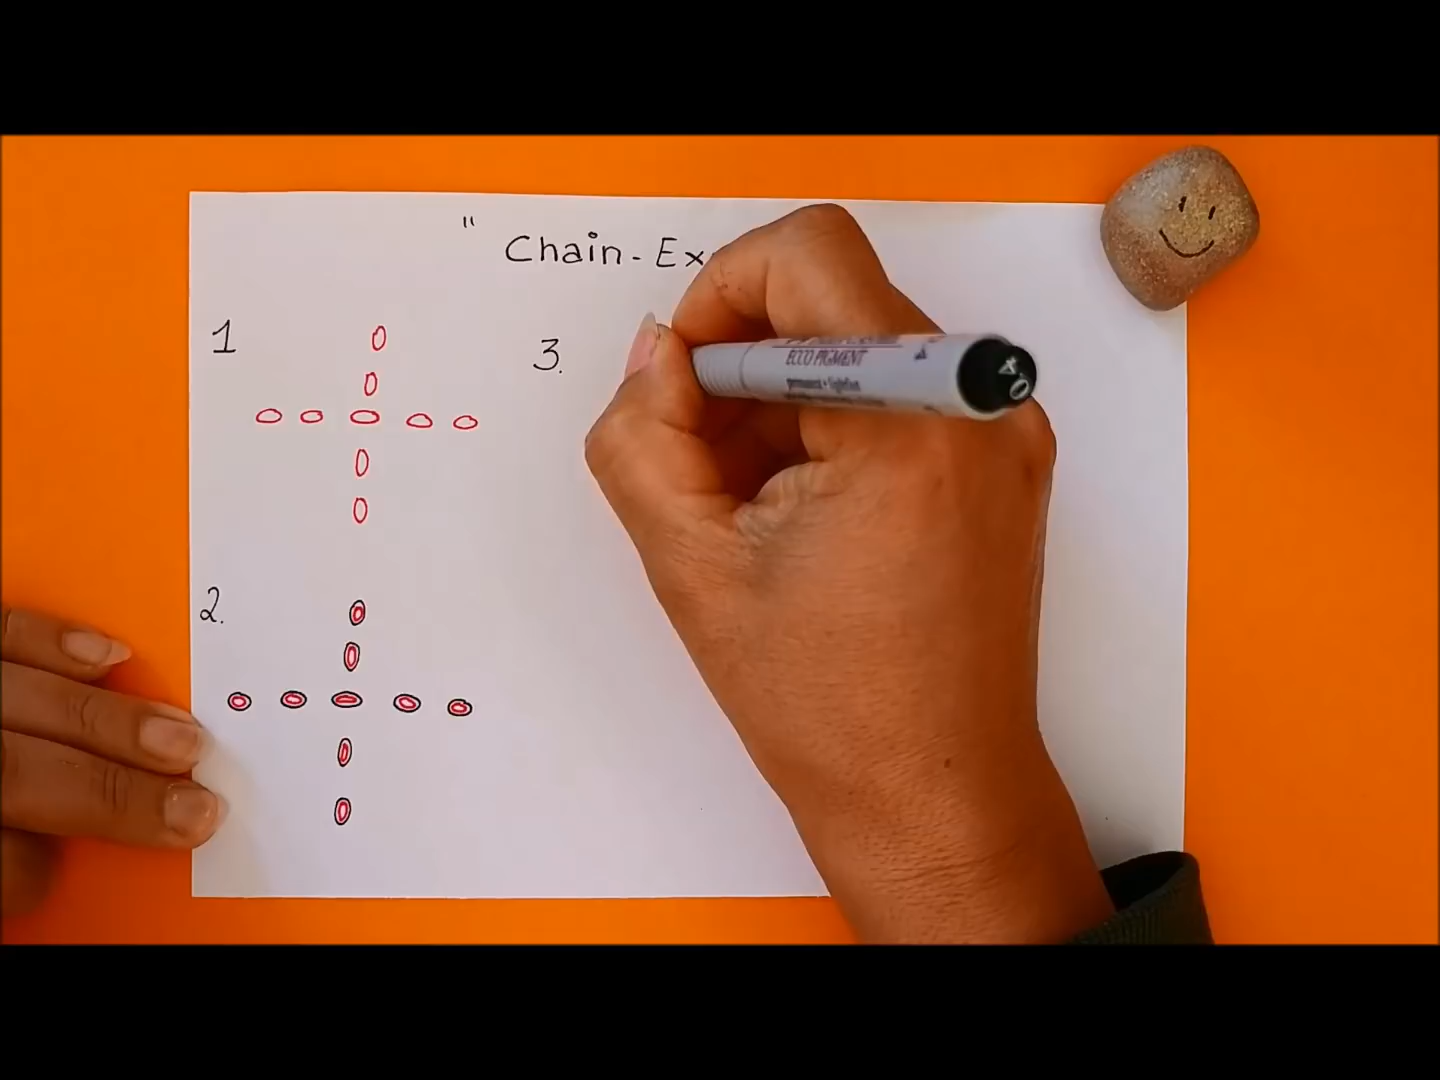 " Chain - Ex
1
3.
ECCO PIGMENT
2.